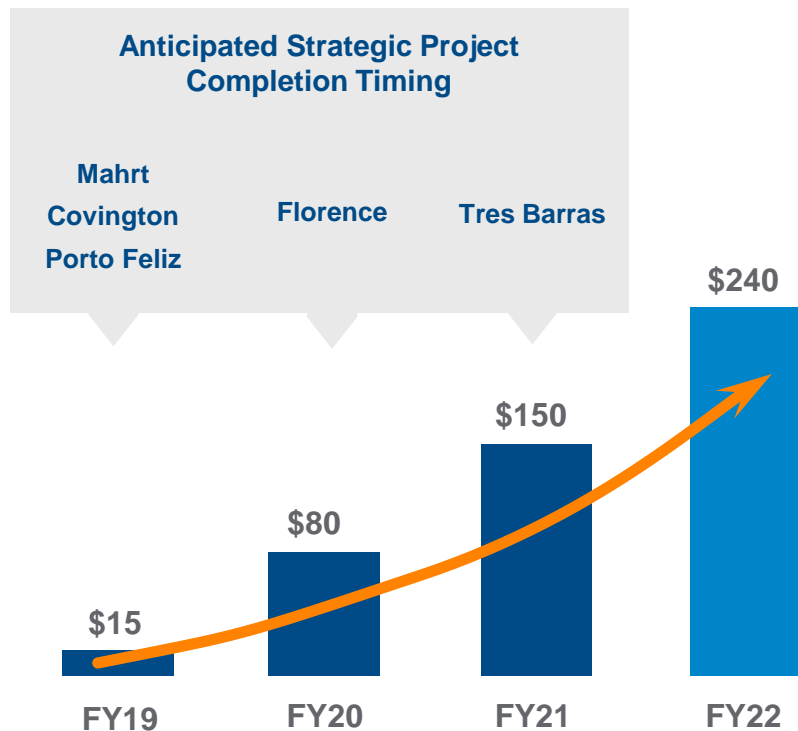 Anticipated Strategic Project
Completion Timing
Mahrt
Covington
Porto Feliz
Florence
Tres Barras
$15
$80
$150
$240
FY19
FY20
FY21
FY22